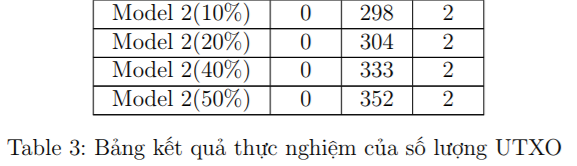 Model 2(10%) 0 298 2
Model 2(20%) 0 304 2
Model 2(40%) 0 333 2
Model 2(50%) 0 352 2
Table 3: Bảng kết quả thực nghiệm của số lượng UTXO